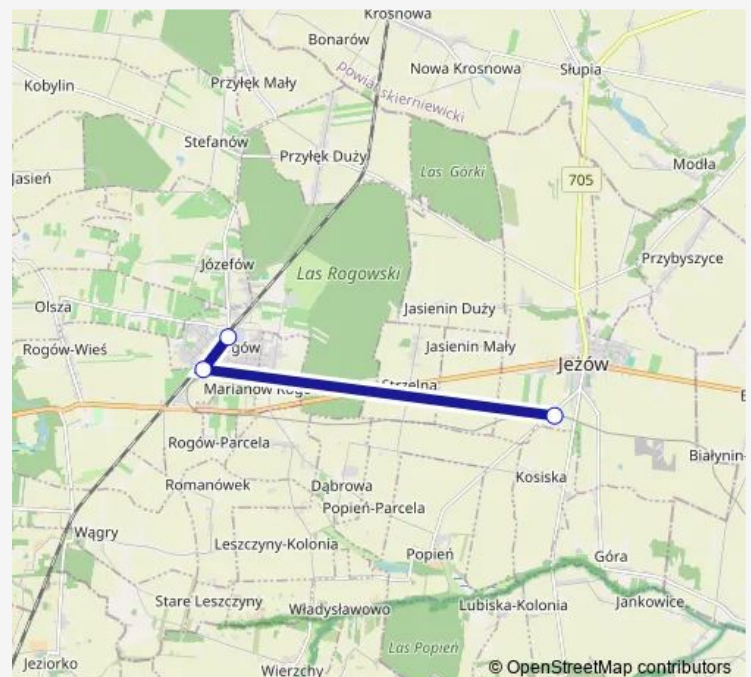 Krosnowa
Bonarów
Nowa Krosnowa
Słupia
powiat skierniewicki
Kobylin
Przyłęk Mały
Stefanów
Przyłęk Duży
Las Górki
Modła
705
Jasień
Józefów
Las Rogowski
Przybyszyce
Olsza
Jasienin Duży
Rogów-Wieś
gów
Jasienin Mały
Jeżów
Marianów Rogo
Strzelna
Rogów-Parcela
Białynin-
Romanówek
Dąbrowa
Kosiska
Popień-Parcela
Wągry
Leszczyny-Kolonia
Popień
Góra
Stare Leszczyny
Władysławowo
Lubiska-Kolonia
Jankowice
Las Popień
Jeziorko
Wierzchy
© OpenStreetMap contributors